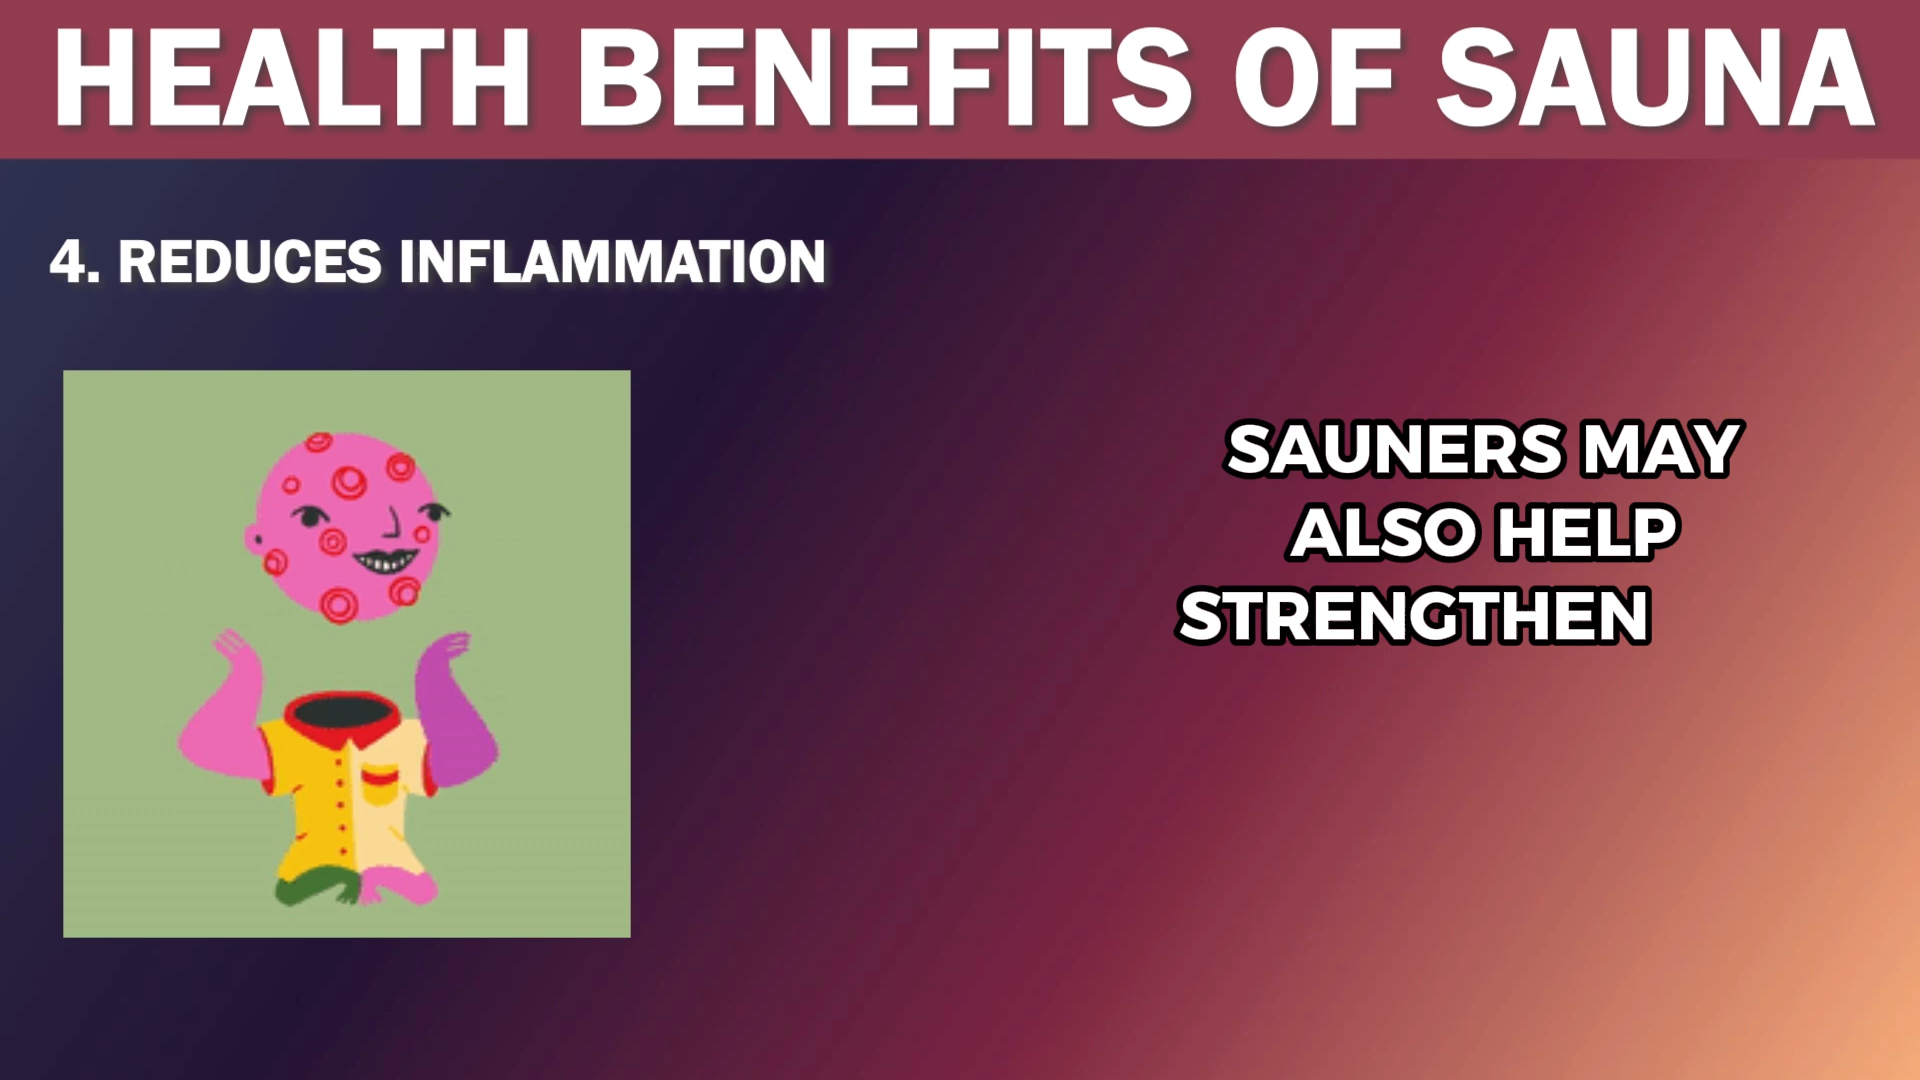 HEALTH BENEFITS OF SAUNA
4. REDUCES INFLAMMATION
SAUNERS MAY
ALSO HELP
STRENGTHEN